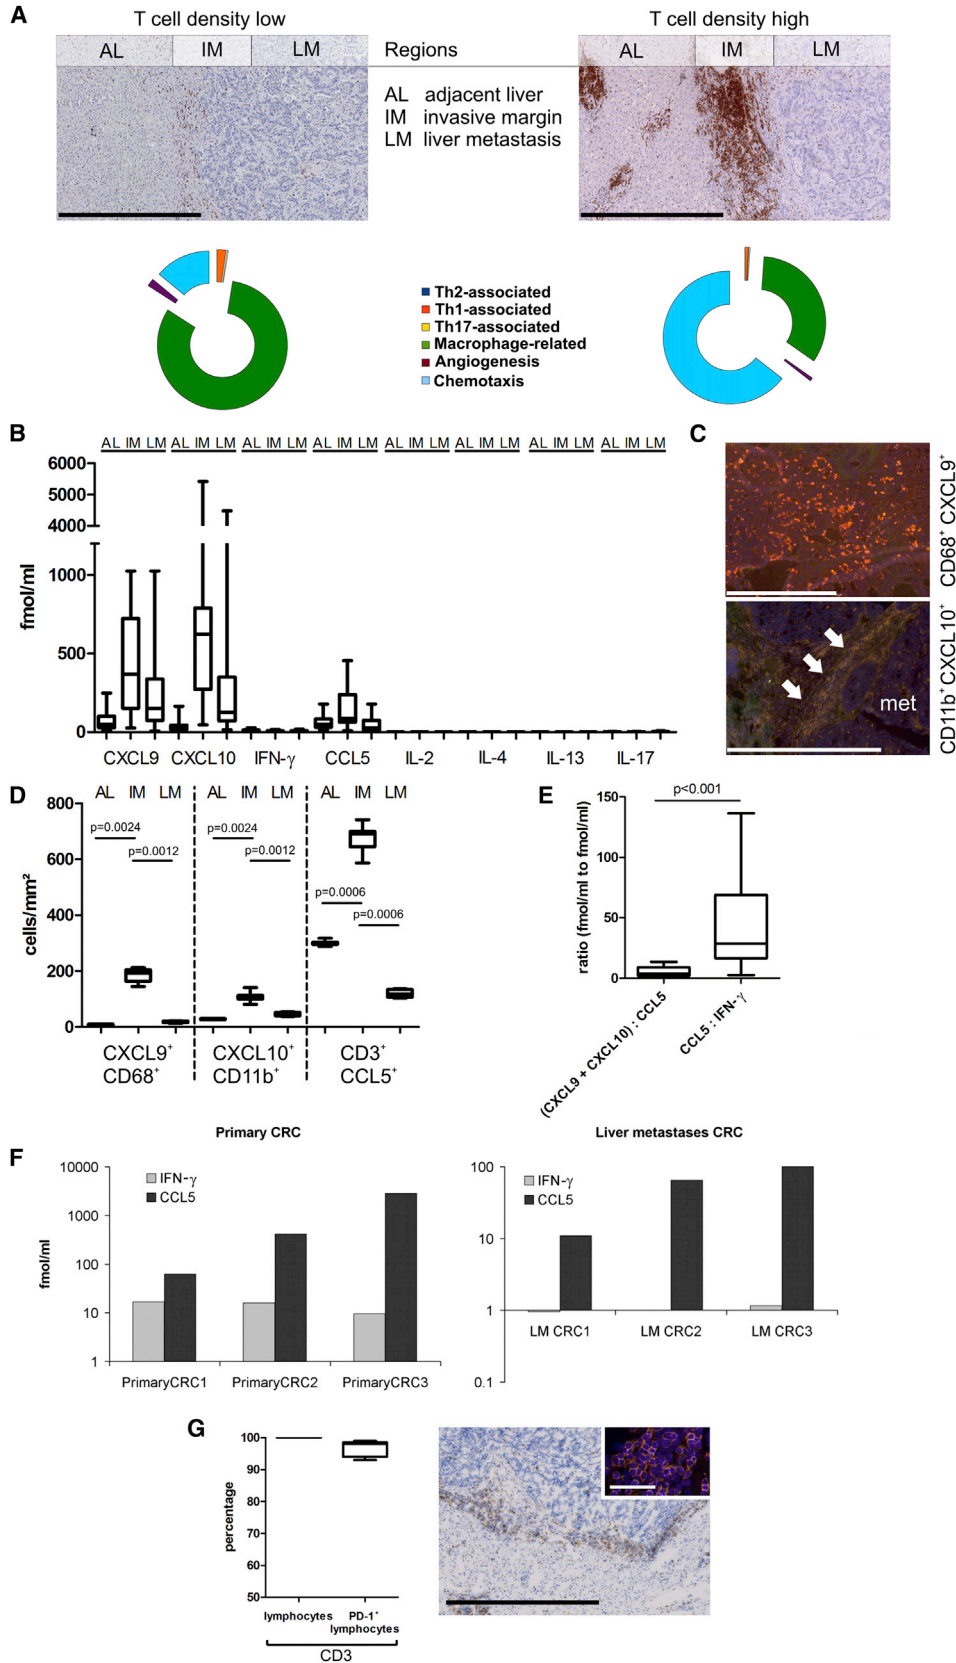 A
T cell density low
T cell density high
AL IM LM
Regions
AL IM LM
AL adjacent liver
IM invasive margin
LM liver metastasis
Th2-associated
Th1-associated
Th17-associated
Macrophage-related
Angiogenesis
Chemotaxis
B
AL IM LM AL IM LM AL IM LM AL IM LM AL IM LM AL IM LM AL IM LM AL IM LM
6000
5000
4000
1000
500
0
fmol/ml
CXCL9 CXCL10 IFN-γ CCL5 IL-2 IL-4 IL-13 IL-17
C
CD68⁺ CXCL9⁺
met
CD11b⁺CXCL10⁺
D
AL IM LM AL IM LM AL IM LM
800
600
400
200
0
cells/mm²
p=0.0024
p=0.0012
p=0.0024
p=0.0012
p=0.0006
p=0.0006
CXCL9⁺
CD68⁺
CXCL10⁺
CD11b⁺
CD3⁺
CCL5⁺
E
p<0.001
150
100
50
0
ratio (fmol/ml to fmol/ml)
(CXCL9 + CXCL10) : CCL5
CCL5 : IFN-γ
F
Primary CRC
10000
1000
100
10
1
fmol/ml
IFN-γ
CCL5
PrimaryCRC1 PrimaryCRC2 PrimaryCRC3
Liver metastases CRC
100
10
1
0.1
IFN-γ
CCL5
LM CRC1 LM CRC2 LM CRC3
G
100
90
80
70
60
50
percentage
lymphocytes
PD-1⁺
lymphocytes
CD3